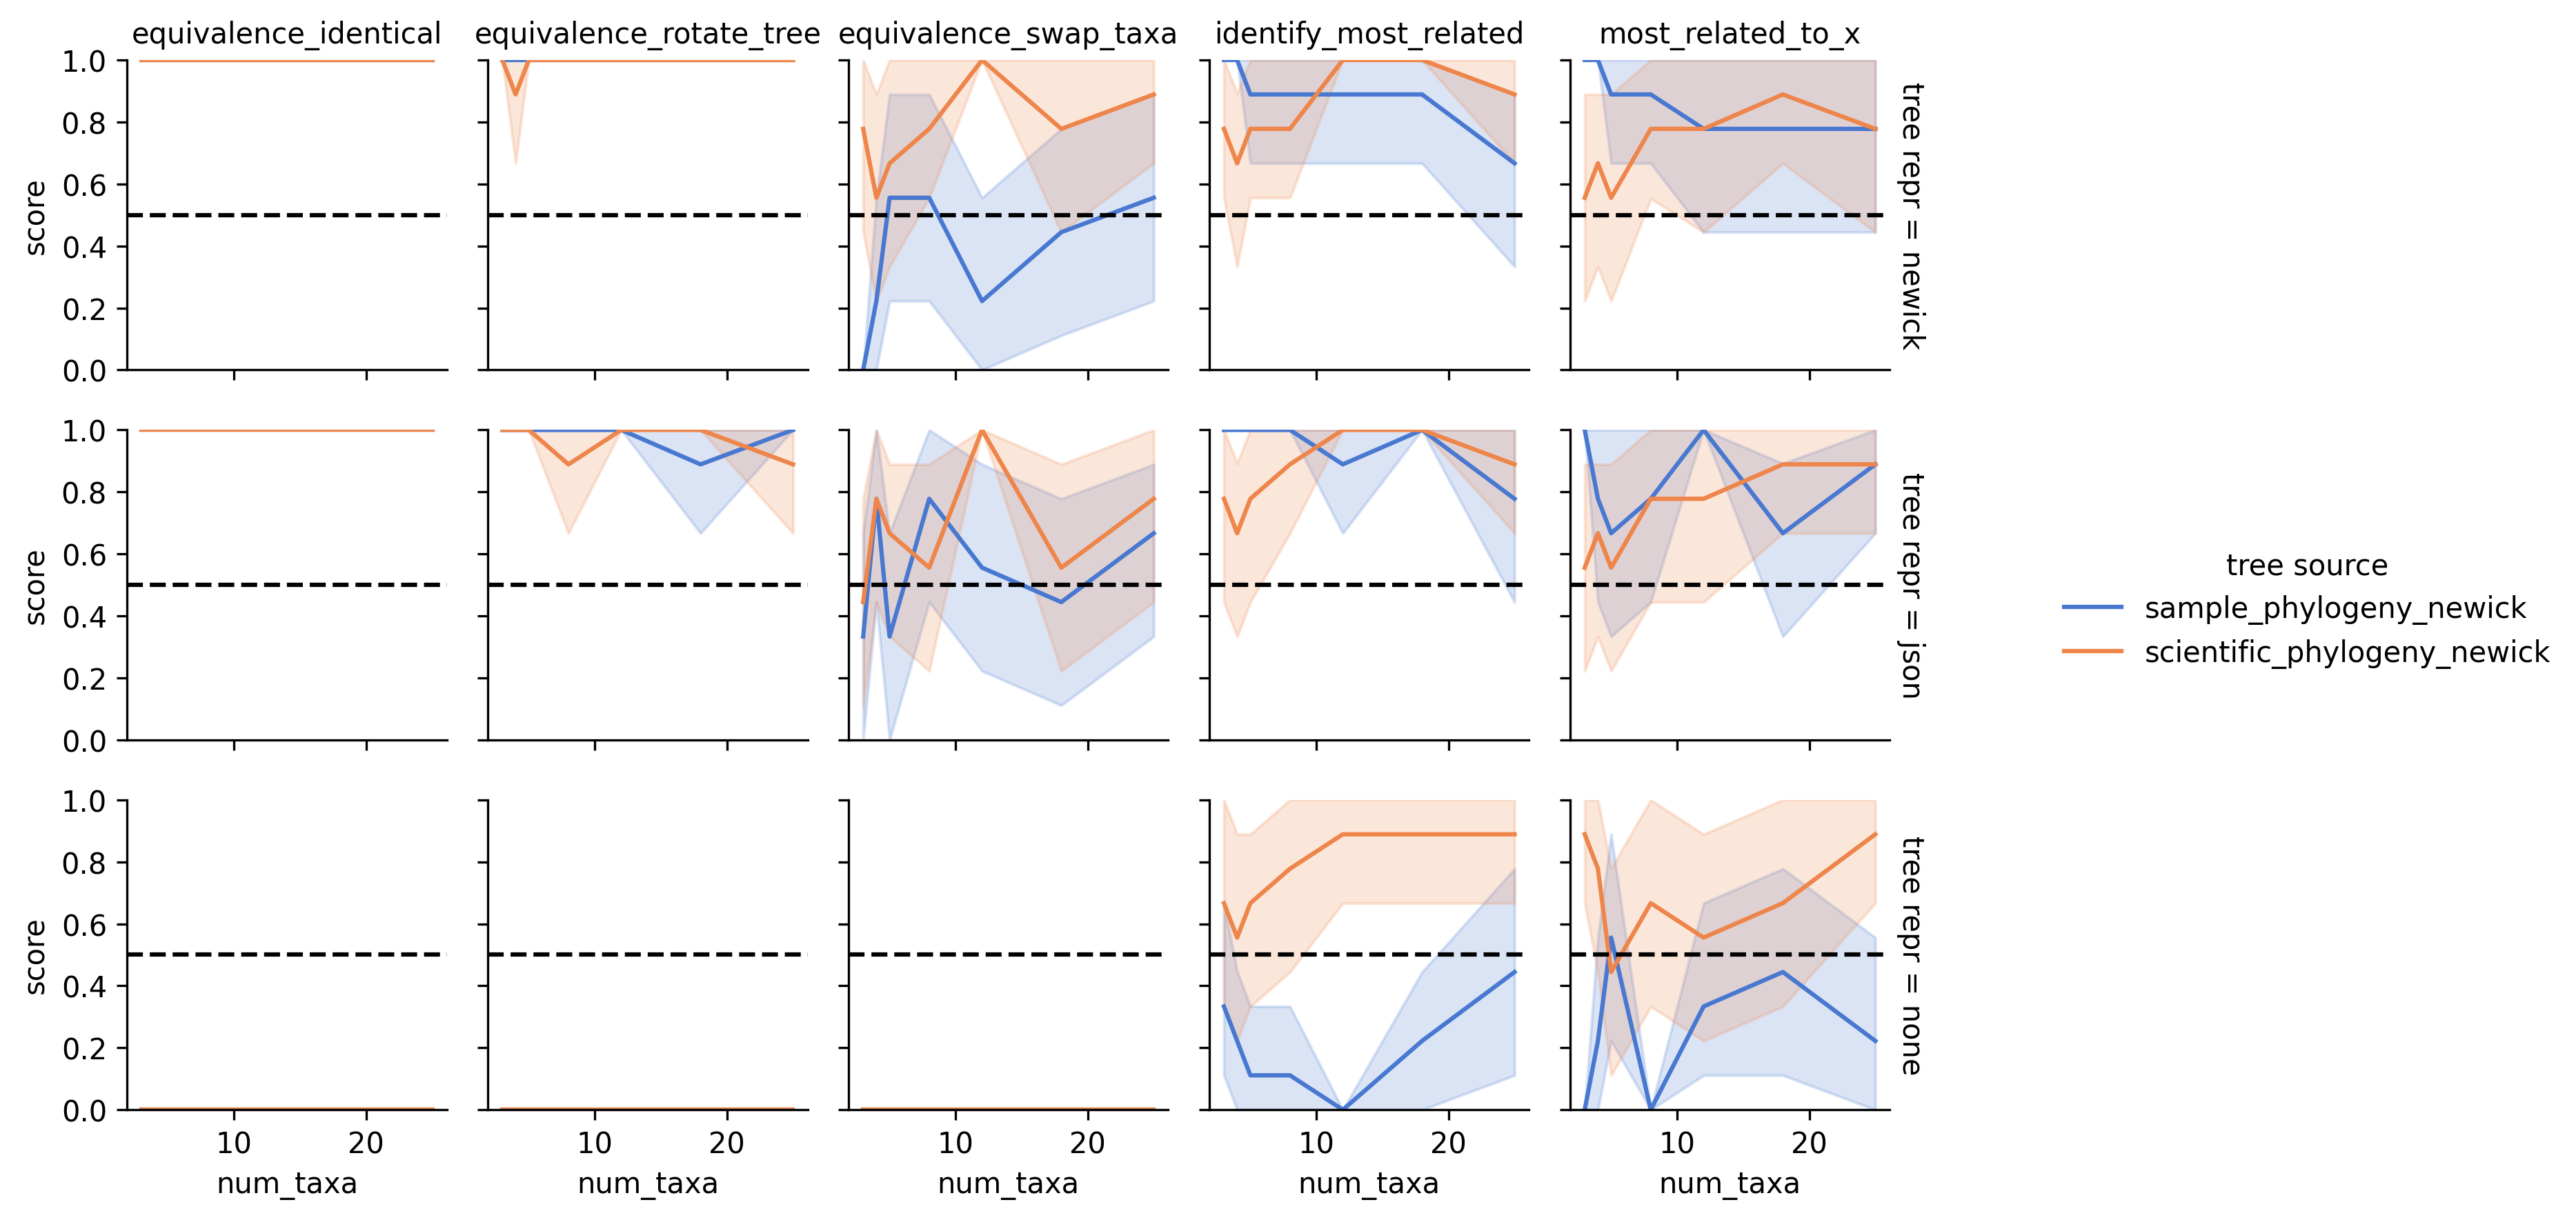 equivalence_identical
equivalence_rotate_tree
equivalence_swap_taxa
identify_most_related
most_related_to_x
1.0
0.8
0.6
0.4
0.2
0.0
score
tree repr = newick
1.0
0.8
0.6
0.4
0.2
0.0
score
tree repr = json
tree source
sample_phylogeny_newick
scientific_phylogeny_newick
1.0
0.8
0.6
0.4
0.2
0.0
score
tree repr = none
10 20
10 20
10 20
10 20
10 20
num_taxa
num_taxa
num_taxa
num_taxa
num_taxa